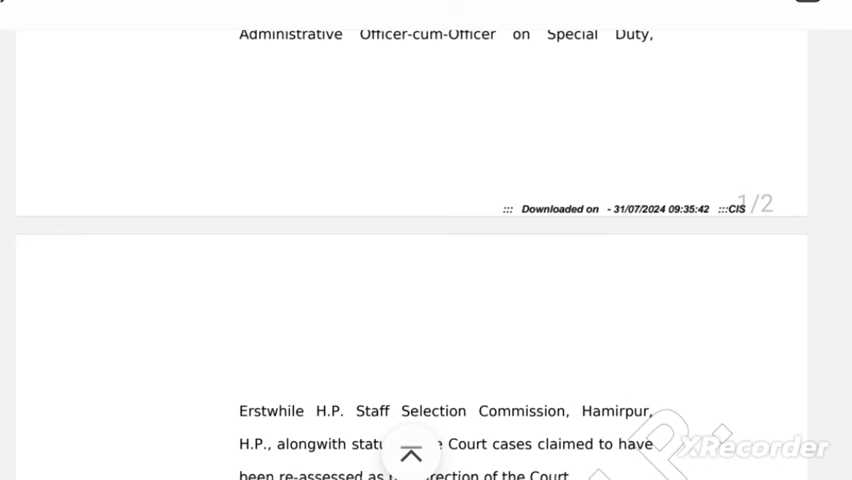 Administrative Officer-cum-Officer on Special Duty,
::: Downloaded on - 31/07/2024 09:35:42 :::CIS
1/2
Erstwhile H.P. Staff Selection Commission, Hamirpur,
H.P., alongwith Court cases claimed to have
been re-assessed as of the Court
XRecorder